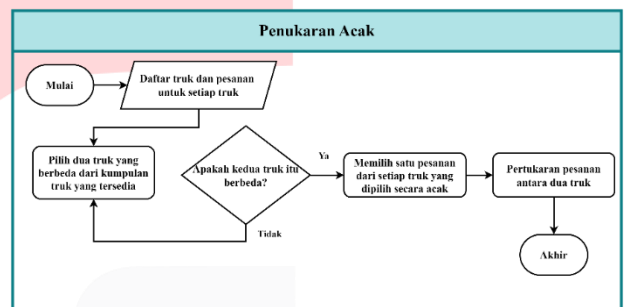 Penukaran Acak
Mulai
Daftar truk dan pesanan
untuk setiap truk
Pilih dua truk yang
berbeda dari kumpulan
truk yang tersedia
Apakah kedua truk itu
berbeda?
Ya
Memilih satu pesanan
dari setiap truk yang
dipilih secara acak
Pertukaran pesanan
antara dua truk
Tidak
Akhir